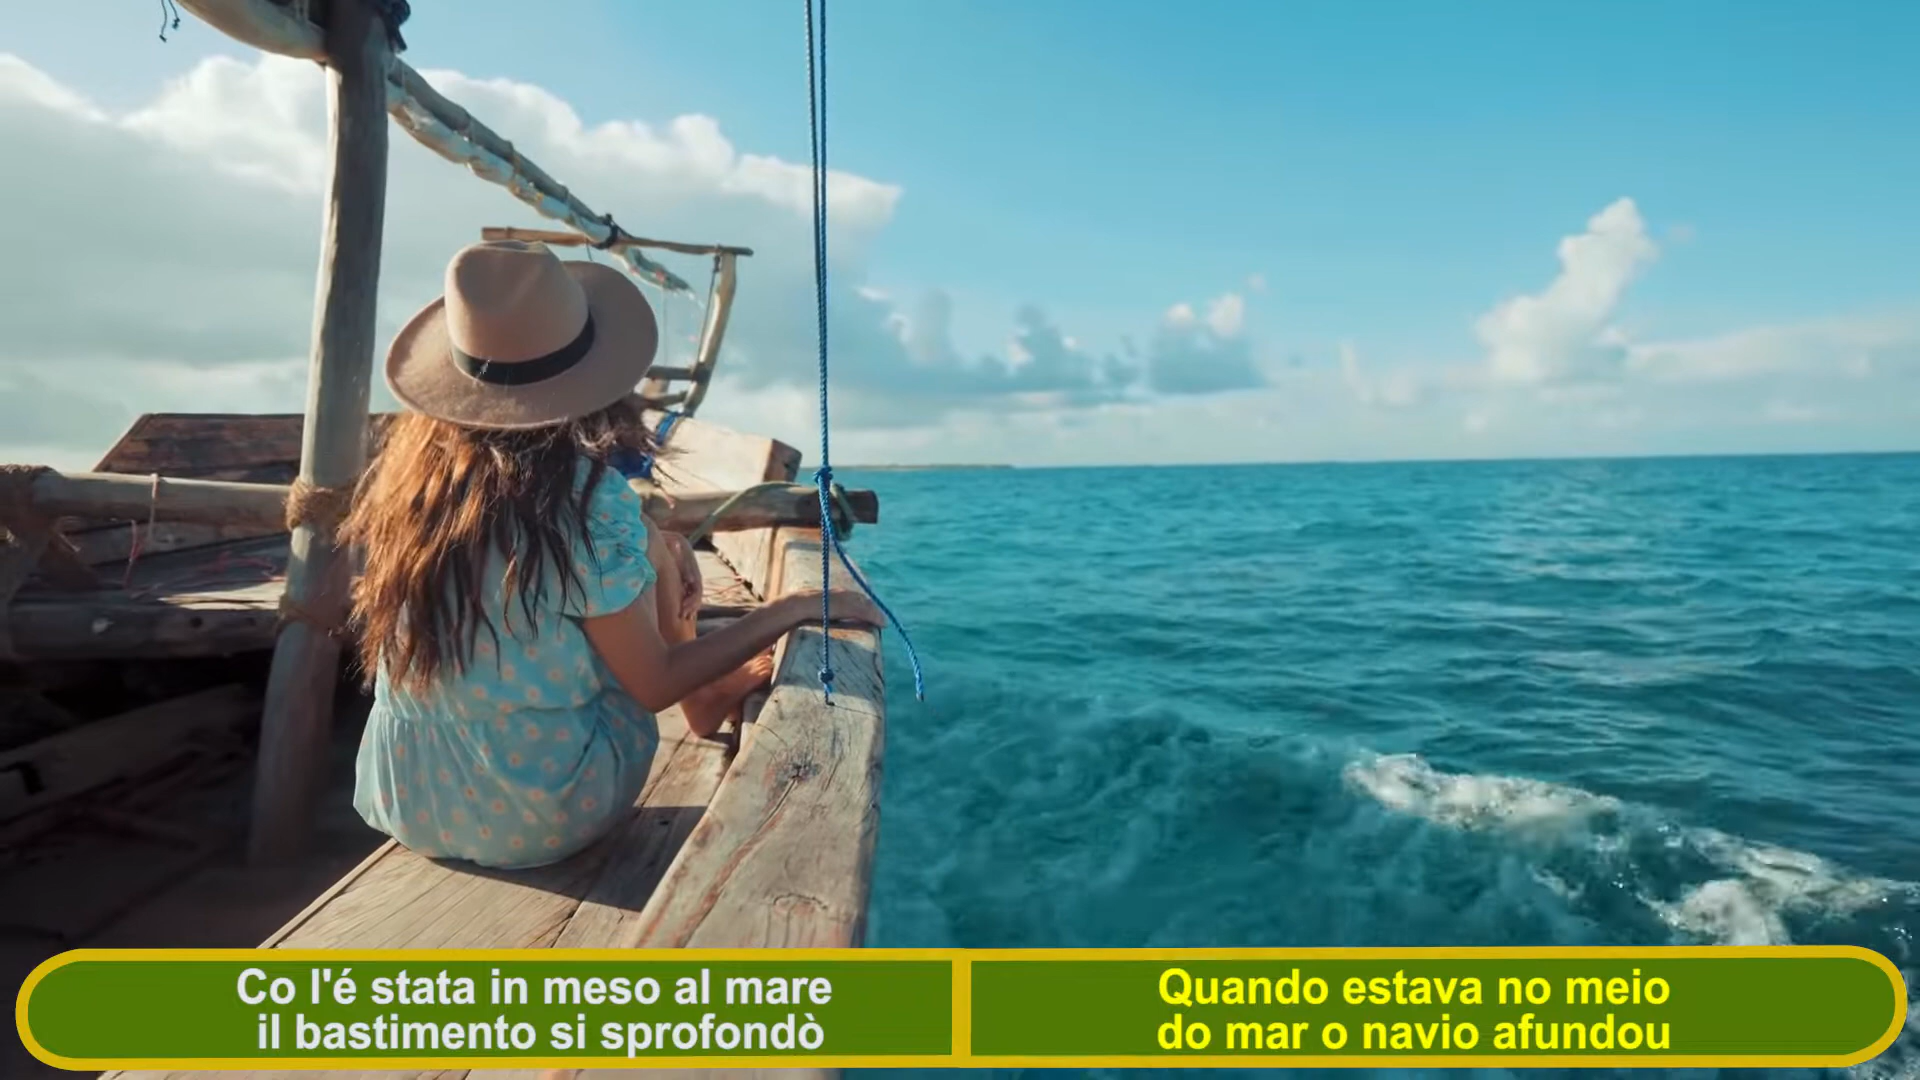 Co l'é stata in meso al mare
il bastimento si sprofondò
Quando estava no meio
do mar o navio afundou